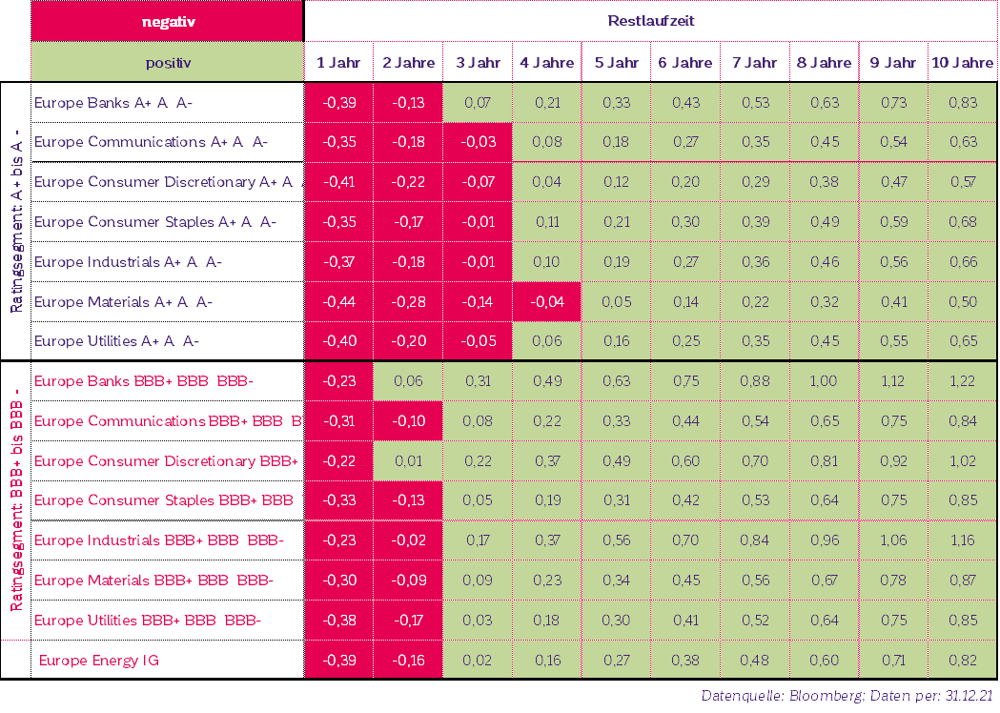 negativ Restlaufzeit
positiv 1 Jahr 2 Jahre 3 Jahr 4 Jahre 5 Jahr 6 Jahre 7 Jahr 8 Jahre 9 Jahr 10 Jahre
Ratingsegment: A + bis A -
Europe Banks A+ A A- -0,39 -0,13 0,07 0,21 0,33 0,43 0,53 0,63 0,73 0,83
Europe Communications A+ A A- -0,35 -0,18 -0,03 0,08 0,18 0,27 0,35 0,45 0,54 0,63
Europe Consumer Discretionary A+ A -0,41 -0,22 -0,07 0,04 0,12 0,20 0,29 0,38 0,47 0,57
Europe Consumer Staples A+ A A- -0,35 -0,17 -0,01 0,11 0,21 0,30 0,39 0,49 0,59 0,68
Europe Industrials A+ A A- -0,37 -0,18 -0,01 0,10 0,19 0,27 0,36 0,46 0,56 0,66
Europe Materials A+ A A- -0,44 -0,28 -0,14 -0,04 0,05 0,14 0,22 0,32 0,41 0,50
Europe Utilities A+ A A- -0,40 -0,20 -0,05 0,06 0,16 0,25 0,35 0,45 0,55 0,65
Ratingsegment: BBB+ bis BBB -
Europe Banks BBB+ BBB BBB- -0,23 0,06 0,31 0,49 0,63 0,75 0,88 1,00 1,12 1,22
Europe Communications BBB+ BBB B -0,31 -0,10 0,08 0,22 0,33 0,44 0,54 0,65 0,75 0,84
Europe Consumer Discretionary BBB+ -0,22 0,01 0,22 0,37 0,49 0,60 0,70 0,81 0,92 1,02
Europe Consumer Staples BBB+ BBB -0,33 -0,13 0,05 0,19 0,31 0,42 0,53 0,64 0,75 0,85
Europe Industrials BBB+ BBB BBB- -0,23 -0,02 0,17 0,37 0,56 0,70 0,84 0,96 1,06 1,16
Europe Materials BBB+ BBB BBB- -0,30 -0,09 0,09 0,23 0,34 0,45 0,56 0,67 0,78 0,87
Europe Utilities BBB+ BBB BBB- -0,38 -0,17 0,03 0,18 0,30 0,41 0,52 0,64 0,75 0,85
Europe Energy IG -0,39 -0,16 0,02 0,16 0,27 0,38 0,48 0,60 0,71 0,82
Datenquelle: Bloomberg; Daten per: 31.12.21